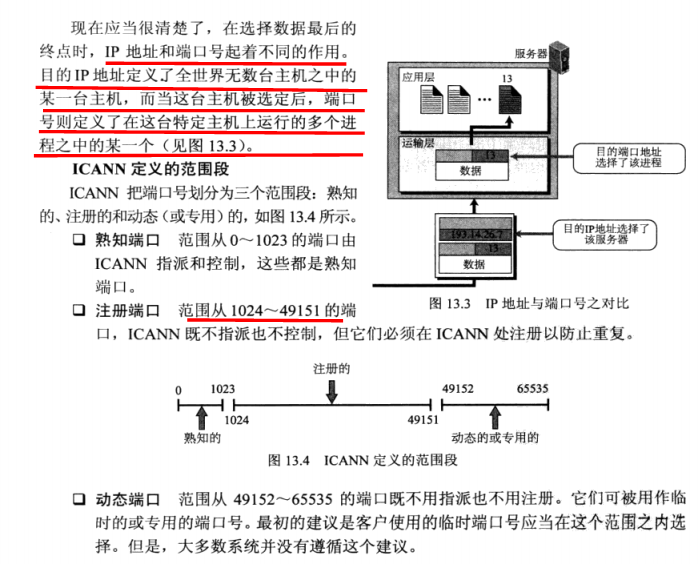 现在应当很清楚了，在选择数据最后的
终点时，IP 地址和端口号起着不同的作用。
目的 IP 地址定义了全世界无数台主机之中的
某一台主机，而当这台主机被选定后，端口
号则定义了在这台特定主机上运行的多个进
程之中的某一个（见图 13.3）。
ICANN 定义的范围段
ICANN 把端口号划分为三个范围段：熟知
的、注册的和动态（或专用）的，如图 13.4 所示。
❑ 熟知端口 范围从 0～1023 的端口由
ICANN 指派和控制，这些都是熟知
端口。
❑ 注册端口 范围从 1024～49151 的端
口，ICANN 既不指派也不控制，但它们必须在 ICANN 处注册以防止重复。
服务器
应用层
13
…
运输层
13
数据
目的端口地址
选择了该进程
193.14.26.7
13
数据
目的IP地址选择了
该服务器
图 13.3 IP 地址与端口号之对比
注册的
0 1023 49152 65535
1024 49151
熟知的 动态的或专用的
图 13.4 ICANN 定义的范围段
❑ 动态端口 范围从 49152～65535 的端口既不用指派也不用注册。它们可被用作临
时的或专用的端口号。最初的建议是客户使用的临时端口号应当在这个范围之内选
择。但是，大多数系统并没有遵循这个建议。